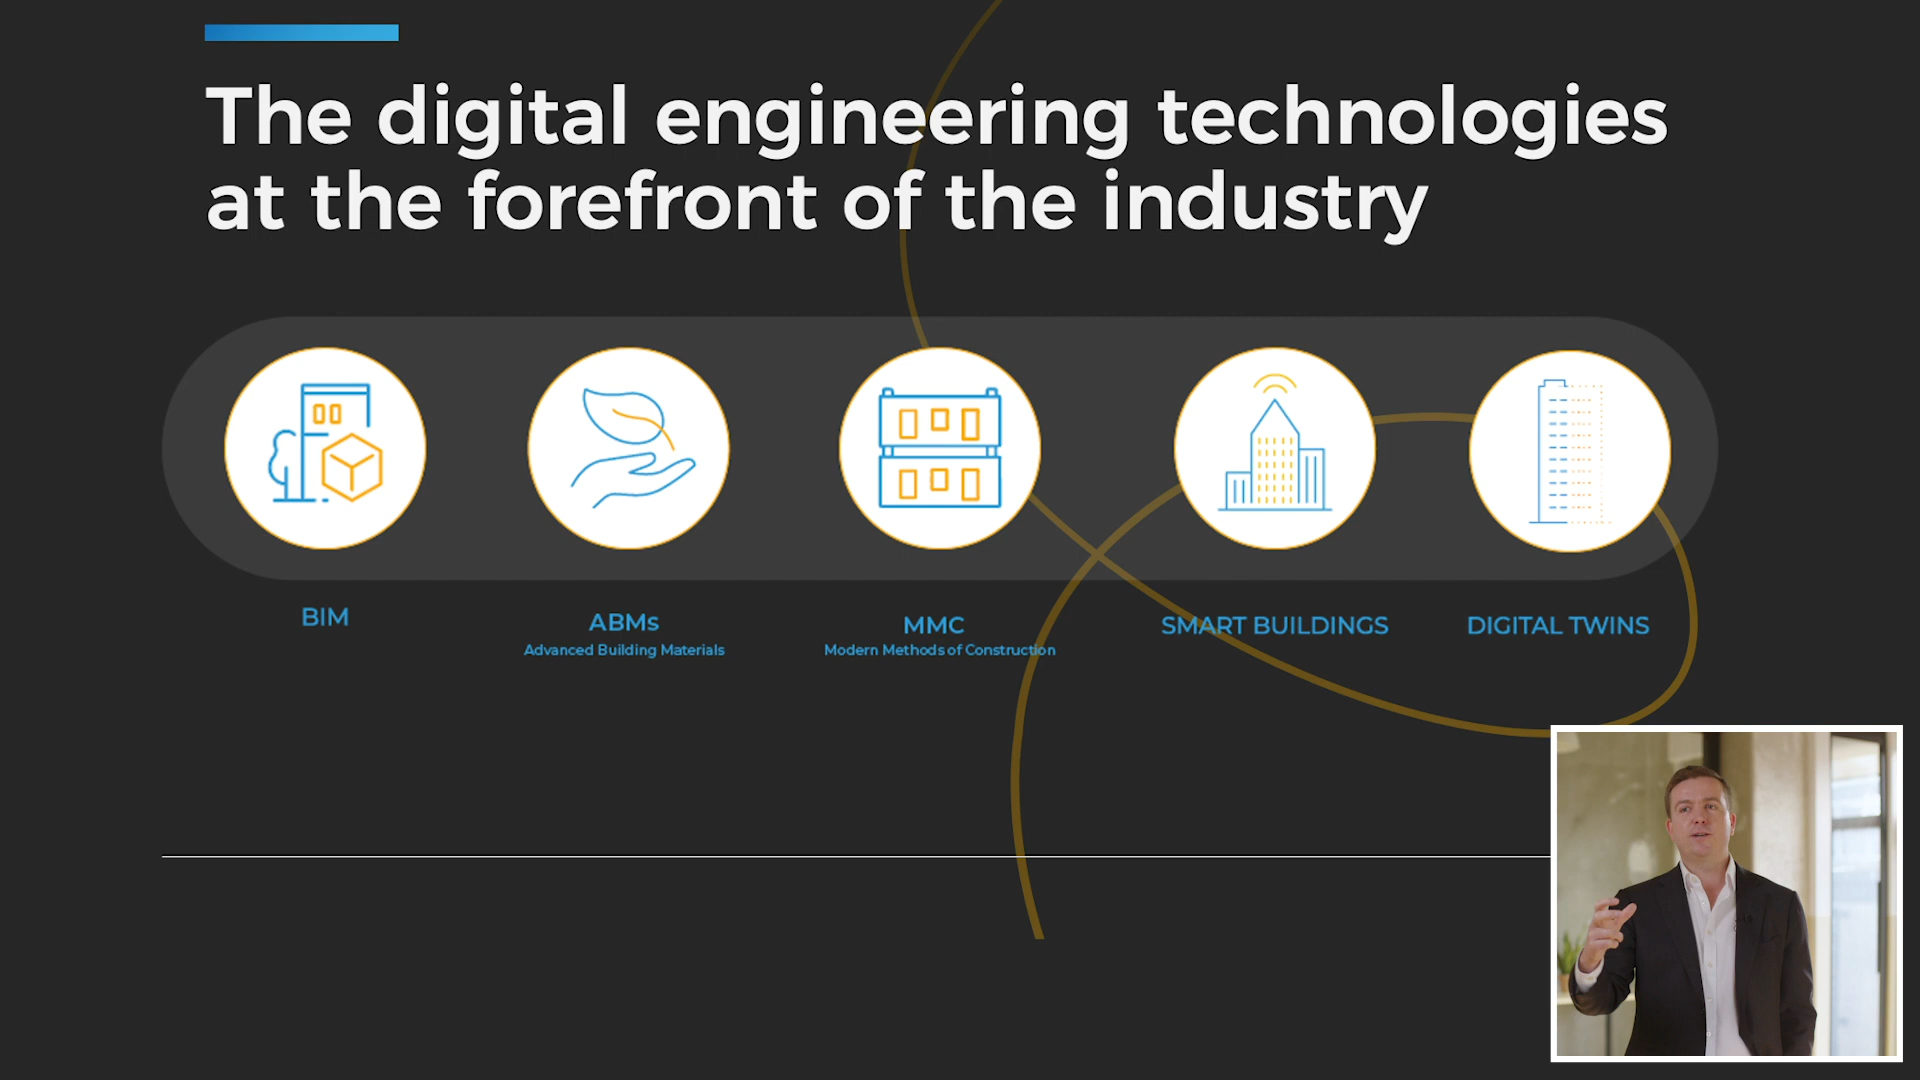 The digital engineering technologies
at the forefront of the industry
BIM
ABMs
Advanced Building Materials
MMC
Modern Methods of Construction
SMART BUILDINGS
DIGITAL TWINS